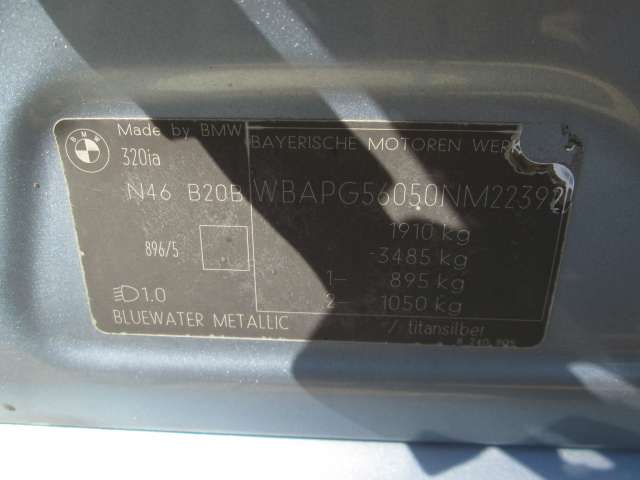 BMW
Made by BMW
320ia
BAYERISCHE MOTOREN WERK
N46 B20B
WBAPG56050NM22392
1910 kg
3485 kg
896/5
1– 895 kg
2– 1050 kg
1.0
BLUEWATER METALLIC
/ titansilber